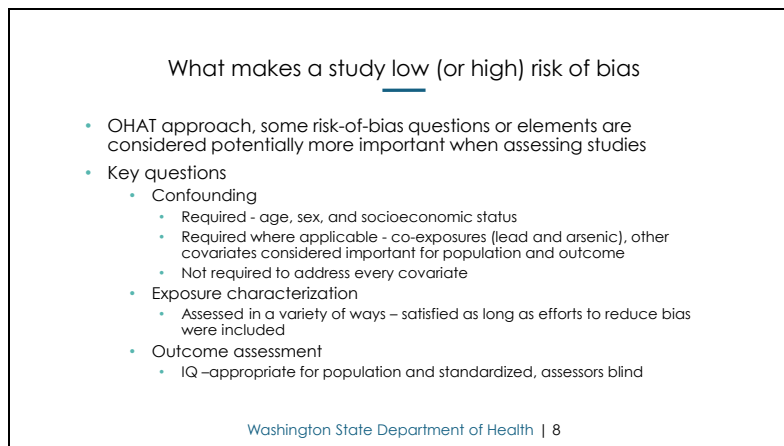 What makes a study low (or high) risk of bias
• OHAT approach, some risk-of-bias questions or elements are
considered potentially more important when assessing studies
• Key questions
• Confounding
• Required - age, sex, and socioeconomic status
• Required where applicable - co-exposures (lead and arsenic), other
covariates considered important for population and outcome
• Not required to address every covariate
• Exposure characterization
• Assessed in a variety of ways – satisfied as long as efforts to reduce bias
were included
• Outcome assessment
• IQ –appropriate for population and standardized, assessors blind
Washington State Department of Health | 8